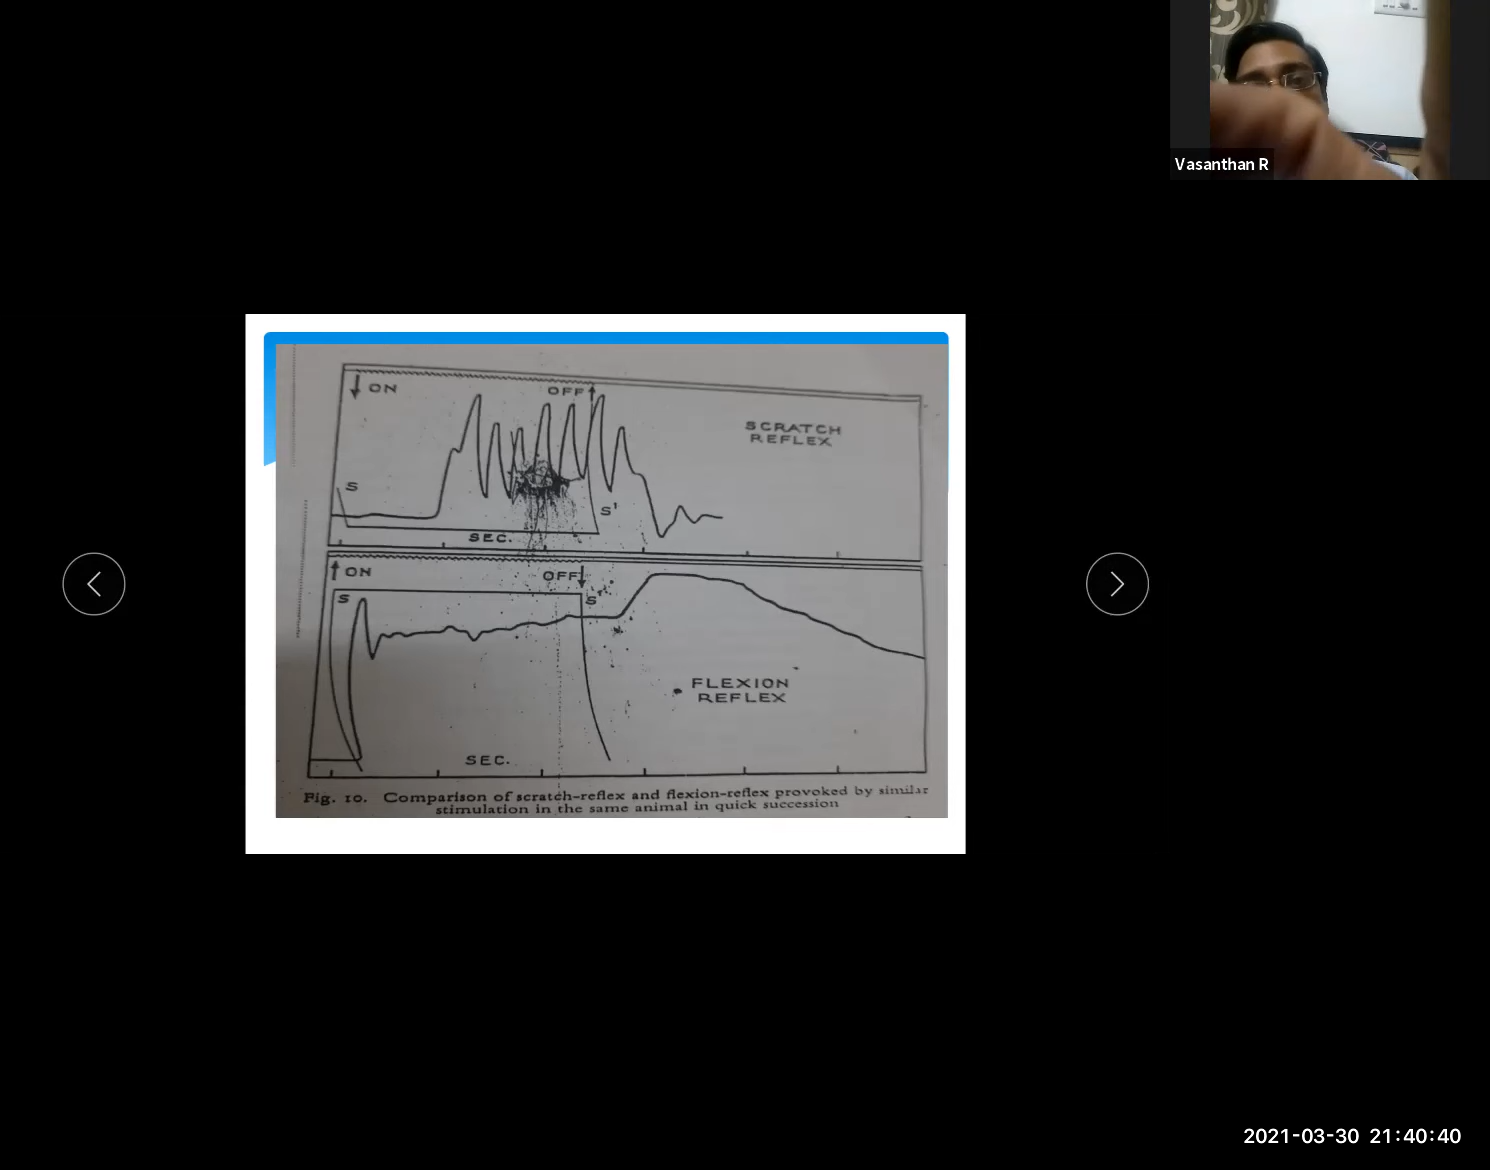 Vasanthan R
ON
OFF
SCRATCH
REFLEX
S
S'
SEC.
ON
OFF
S
S'
FLEXION
REFLEX
SEC.
Fig. 10. Comparison of scratch-reflex and flexion-reflex provoked by similar
stimulation in the same animal in quick succession
2021-03-30 21:40:40